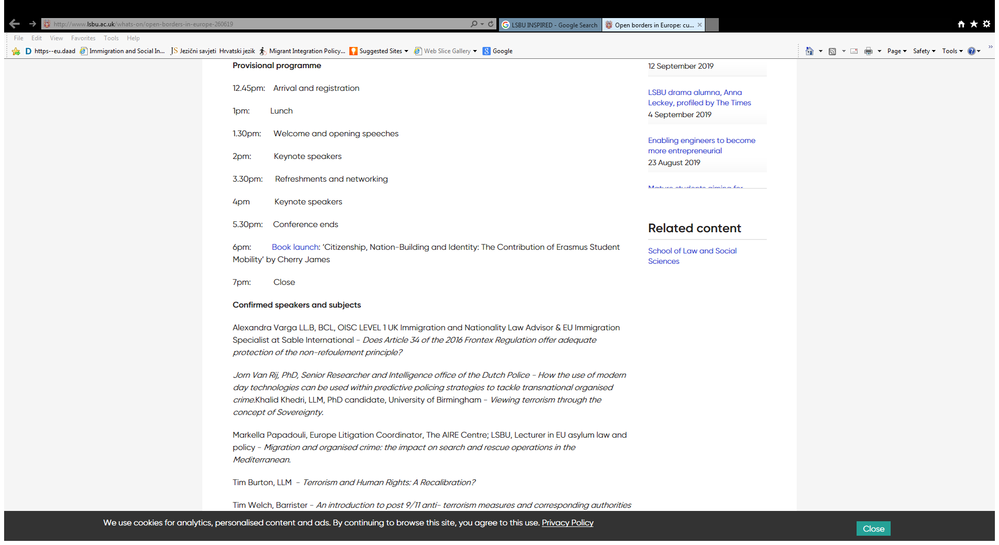 http://www.lsbu.ac.uk/whats-on/open-borders-in-europe-260619
LSBU INSPIRED - Google Search
Open borders in Europe: cu...
File Edit View Favorites Tools Help
https--eu.daad Immigration and Social In... Jezični savjeti Hrvatski jezik Migrant Integration Policy... Suggested Sites Web Slice Gallery Google
Page Safety Tools
Provisional programme
12.45pm: Arrival and registration
1pm: Lunch
1.30pm: Welcome and opening speeches
2pm: Keynote speakers
3.30pm: Refreshments and networking
4pm Keynote speakers
5.30pm: Conference ends
6pm: Book launch: ‘Citizenship, Nation-Building and Identity: The Contribution of Erasmus Student
Mobility’ by Cherry James
7pm: Close
Confirmed speakers and subjects
Alexandra Varga LL.B, BCL, OISC LEVEL 1 UK Immigration and Nationality Law Advisor & EU Immigration
Specialist at Sable International - Does Article 34 of the 2016 Frontex Regulation offer adequate
protection of the non-refoulement principle?
Jorn Van Rij, PhD, Senior Researcher and Intelligence office of the Dutch Police - How the use of modern
day technologies can be used within predictive policing strategies to tackle transnational organised
crime.Khalid Khedri, LLM, PhD candidate, University of Birmingham - Viewing terrorism through the
concept of Sovereignty.
Markella Papadouli, Europe Litigation Coordinator, The AIRE Centre; LSBU, Lecturer in EU asylum law and
policy - Migration and organised crime: the impact on search and rescue operations in the
Mediterranean.
Tim Burton, LLM - Terrorism and Human Rights: A Recalibration?
Tim Welch, Barrister - An introduction to post 9/11 anti- terrorism measures and corresponding authorities
12 September 2019
LSBU drama alumna, Anna
Leckey, profiled by The Times
4 September 2019
Enabling engineers to become
more entrepreneurial
23 August 2019
Mature students aiming for
Related content
School of Law and Social
Sciences
We use cookies for analytics, personalised content and ads. By continuing to browse this site, you agree to this use. Privacy Policy
Close